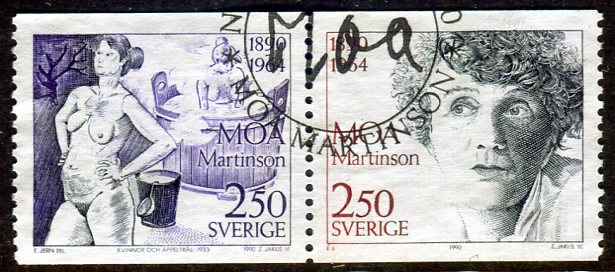 1890
1964
MOA
Martinson
2.50
SVERIGE
E. JERN DEL.
KVINNOR OCH ÄPPELTRÄD 1933
1990 Z. JAKUS SC
1890
1964
MOA
Martinson
2.50
SVERIGE
E.J.
1990
Z. JAKUS SC
Moa
* MOA MARTINSON *